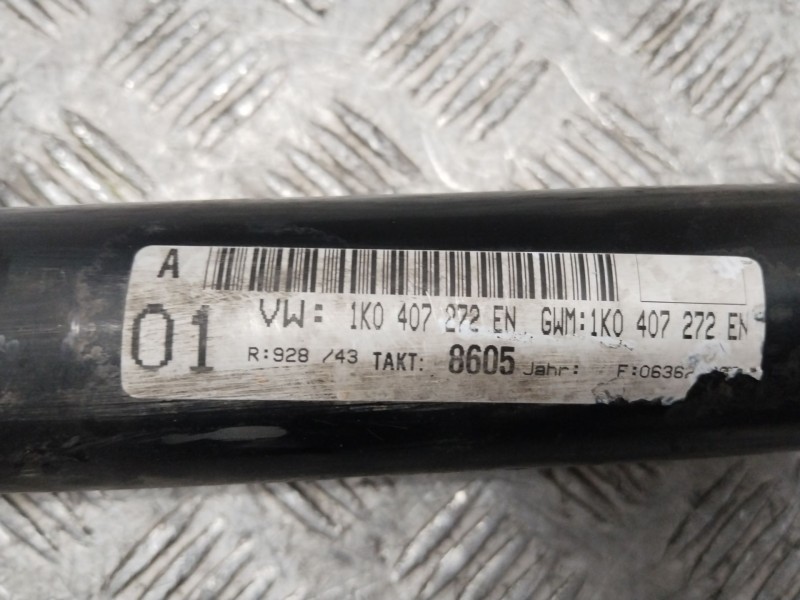 A
01 VW: 1K0 407 272 EN GWM:1K0 407 272 EN
R:928 /43 TAKT: 8605 Jahr: